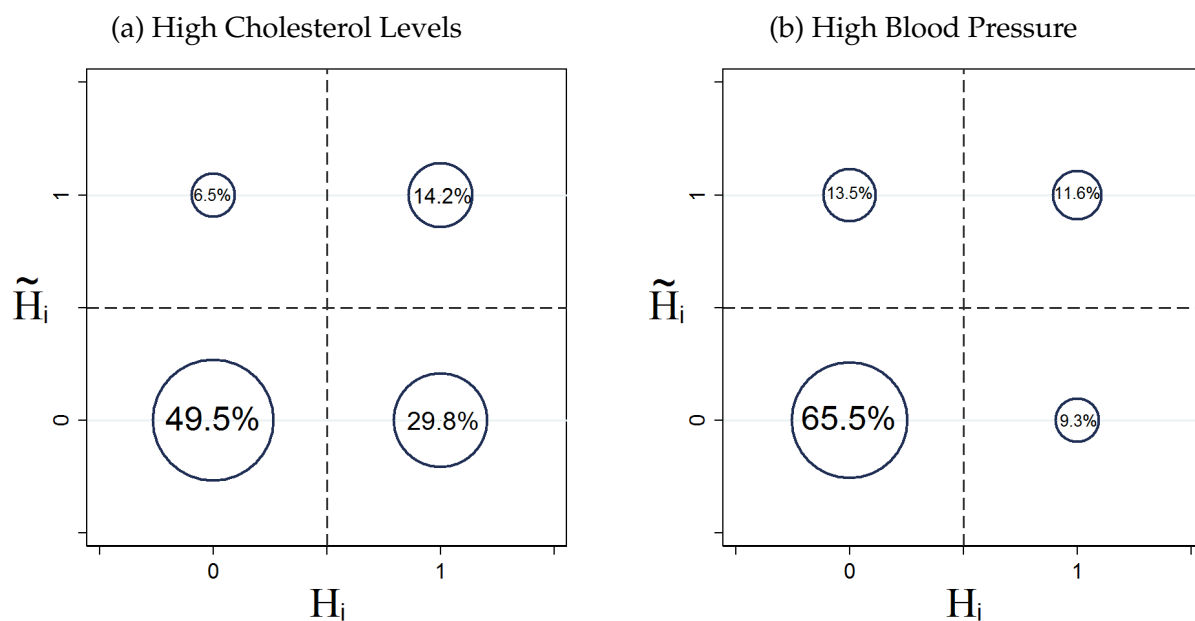 (a) High Cholesterol Levels
6.5%
14.2%
1
H̃i
49.5%
29.8%
0
0
1
Hi
(b) High Blood Pressure
13.5%
11.6%
1
H̃i
65.5%
9.3%
0
0
1
Hi